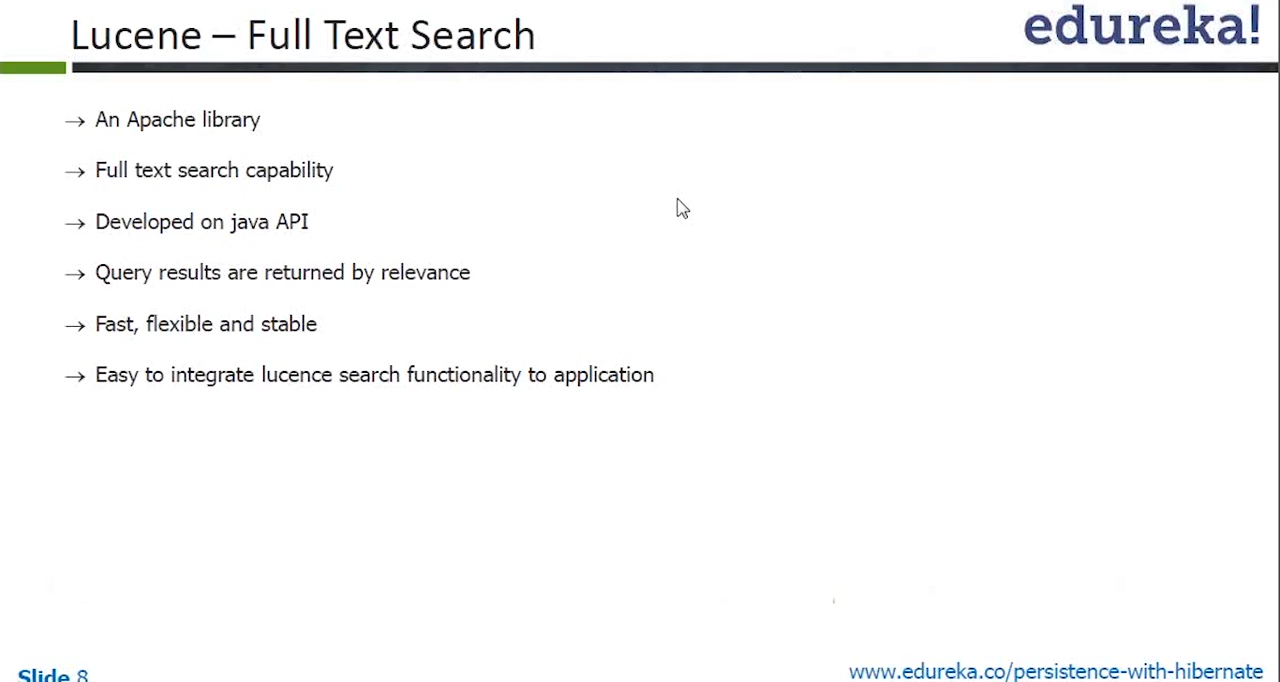 Lucene – Full Text Search
edureka!
→ An Apache library
→ Full text search capability
→ Developed on java API
→ Query results are returned by relevance
→ Fast, flexible and stable
→ Easy to integrate lucence search functionality to application
Slide 8
www.edureka.co/persistence-with-hibernate